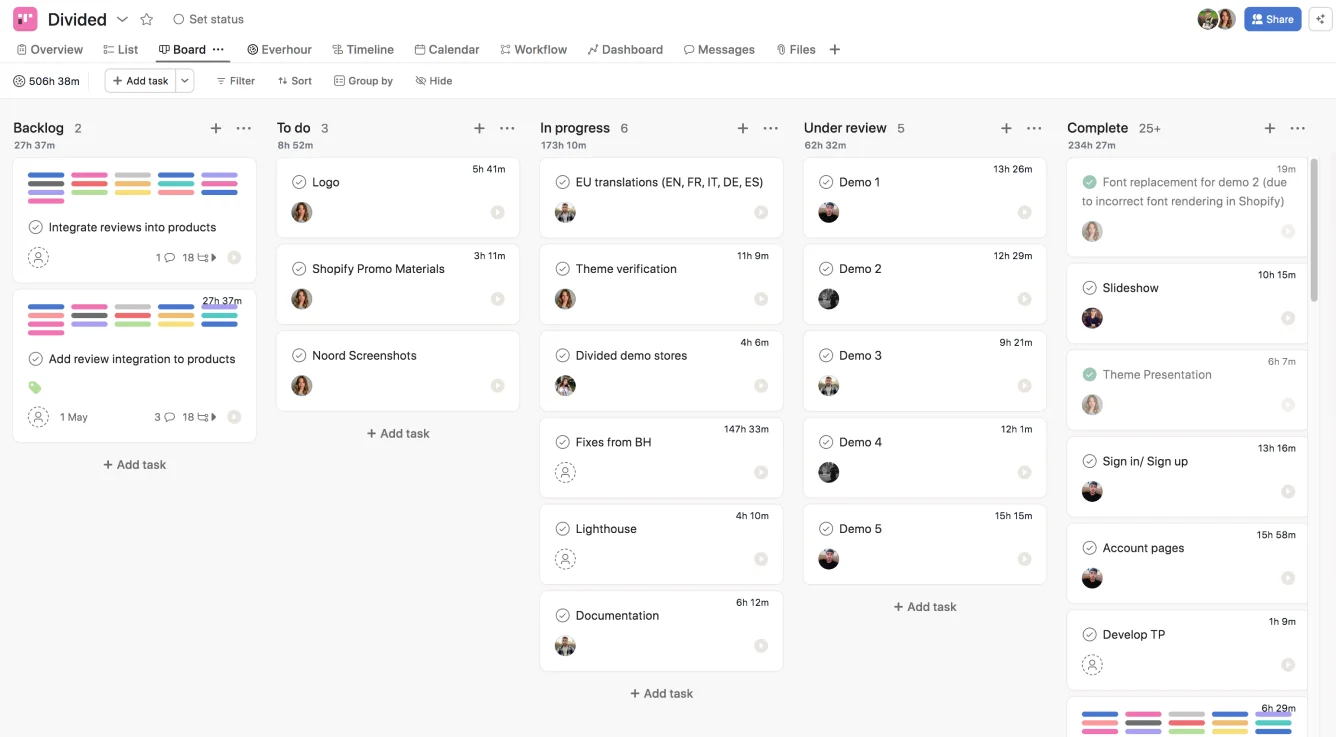 Divided
Set status
Share
Overview
List
Board
Everhour
Timeline
Calendar
Workflow
Dashboard
Messages
Files
506h 38m
Add task
Filter
Sort
Group by
Hide
Backlog 2
27h 37m
Integrate reviews into products
1
18
27h 37m
Add review integration to products
1 May
3
18
Add task
To do 3
8h 52m
5h 41m
Logo
3h 11m
Shopify Promo Materials
Noord Screenshots
Add task
In progress 6
173h 10m
EU translations (EN, FR, IT, DE, ES)
11h 9m
Theme verification
4h 6m
Divided demo stores
147h 33m
Fixes from BH
4h 10m
Lighthouse
6h 12m
Documentation
Add task
Under review 5
62h 32m
13h 26m
Demo 1
12h 29m
Demo 2
9h 21m
Demo 3
12h 1m
Demo 4
15h 15m
Demo 5
Add task
Complete 25+
234h 27m
19m
Font replacement for demo 2 (due
to incorrect font rendering in Shopify)
10h 15m
Slideshow
6h 7m
Theme Presentation
13h 16m
Sign in/ Sign up
15h 58m
Account pages
1h 9m
Develop TP
6h 29m